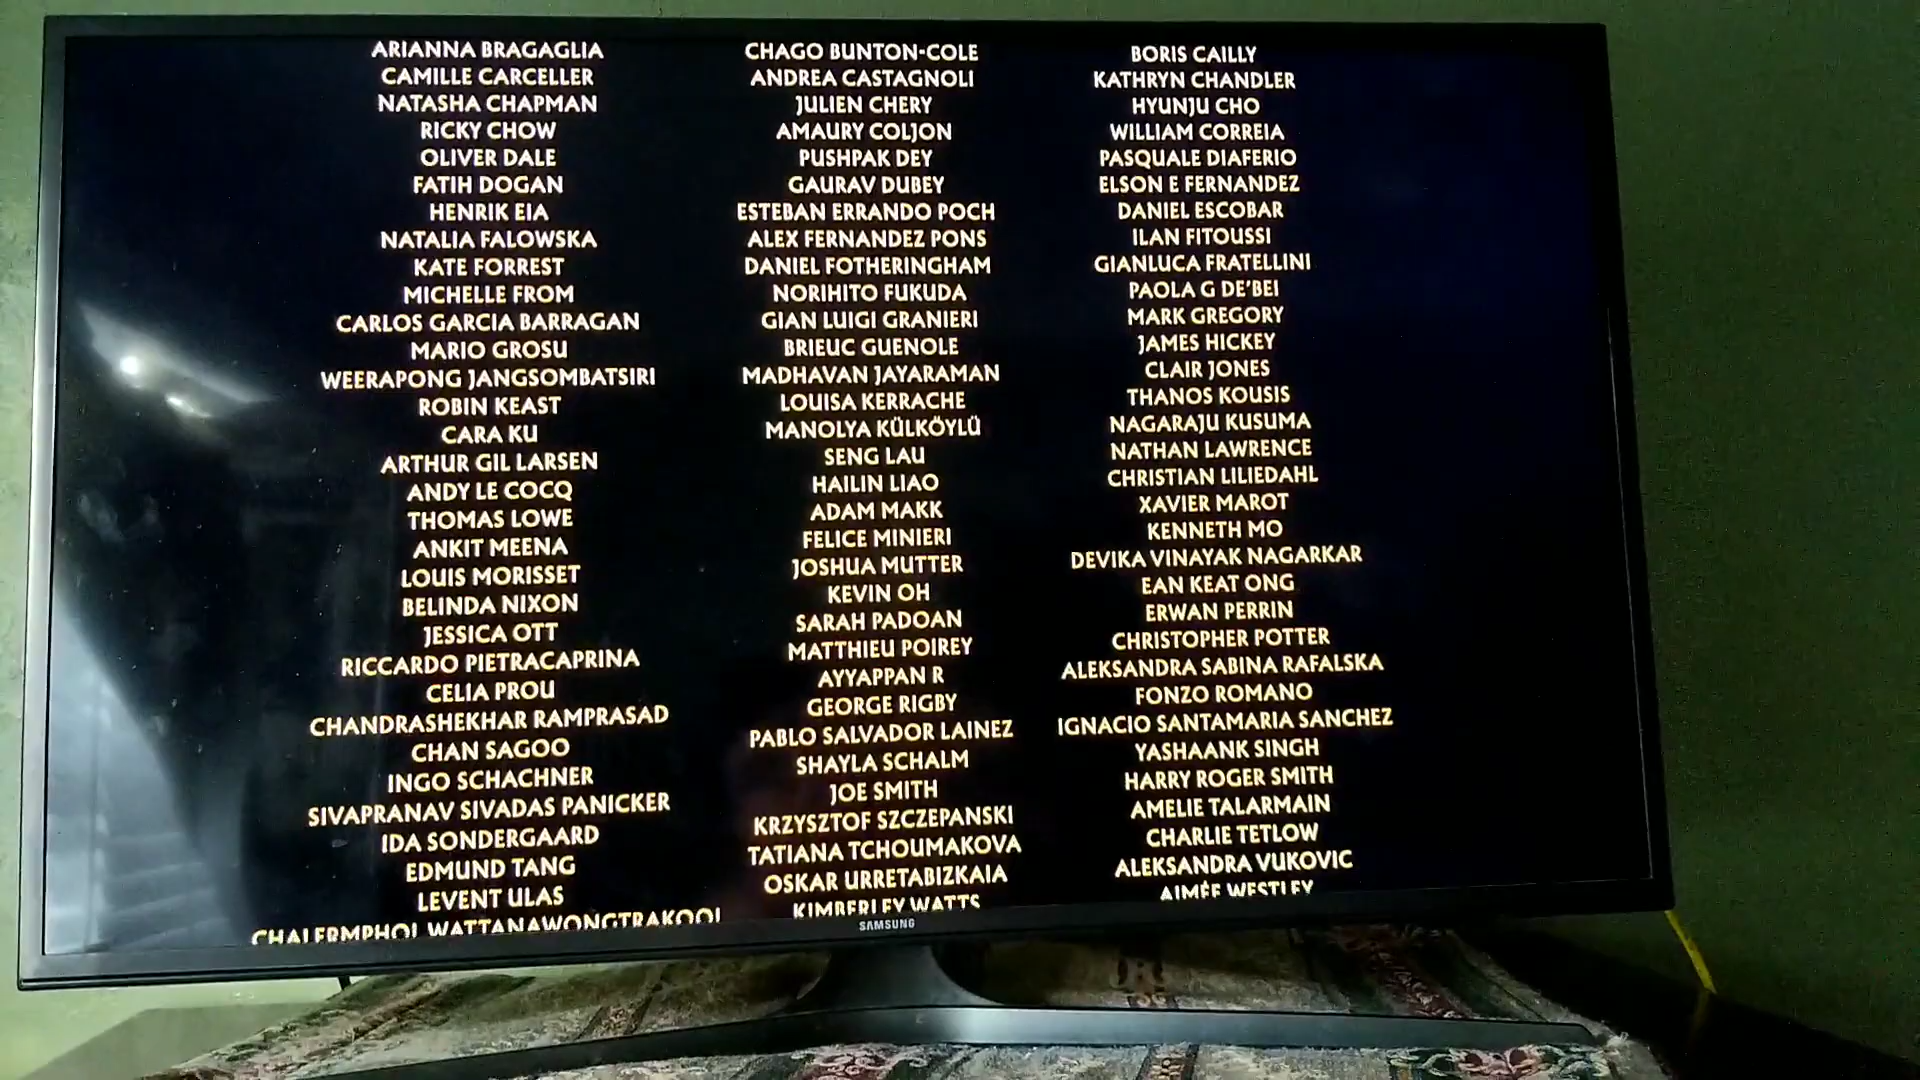 ARIANNA BRAGAGLIA
CAMILLE CARCELLER
NATASHA CHAPMAN
RICKY CHOW
OLIVER DALE
FATIH DOGAN
HENRIK EIA
NATALIA FALOWSKA
KATE FORREST
MICHELLE FROM
CARLOS GARCIA BARRAGAN
MARIO GROSU
WEERAPONG JANGSOMBATSIRI
ROBIN KEAST
CARA KU
ARTHUR GIL LARSEN
ANDY LE COCQ
THOMAS LOWE
ANKIT MEENA
LOUIS MORISSET
BELINDA NIXON
JESSICA OTT
RICCARDO PIETRACAPRINA
CELIA PROU
CHANDRASHEKHAR RAMPRASAD
CHAN SAGOO
INGO SCHACHNER
SIVAPRANAV SIVADAS PANICKER
IDA SONDERGAARD
EDMUND TANG
LEVENT ULAS
CHALERMPHOL WATTANAWONGTRAKOOL
CHAGO BUNTON-COLE
ANDREA CASTAGNOLI
JULIEN CHERY
AMAURY COLJON
PUSHPAK DEY
GAURAV DUBEY
ESTEBAN ERRANDO POCH
ALEX FERNANDEZ PONS
DANIEL FOTHERINGHAM
NORIHITO FUKUDA
GIAN LUIGI GRANIERI
BRIEUC GUENOLE
MADHAVAN JAYARAMAN
LOUISA KERRACHE
MANOLYA KÜLKÖYLÜ
SENG LAU
HAILIN LIAO
ADAM MAKK
FELICE MINIERI
JOSHUA MUTTER
KEVIN OH
SARAH PADOAN
MATTHIEU POIREY
AYYAPPAN R
GEORGE RIGBY
PABLO SALVADOR LAINEZ
SHAYLA SCHALM
JOE SMITH
KRZYSZTOF SZCZEPANSKI
TATIANA TCHOUMAKOVA
OSKAR URRETABIZKAIA
KIMBERLEY WATTS
BORIS CAILLY
KATHRYN CHANDLER
HYUNJU CHO
WILLIAM CORREIA
PASQUALE DIAFERIO
ELSON E FERNANDEZ
DANIEL ESCOBAR
ILAN FITOUSSI
GIANLUCA FRATELLINI
PAOLA G DE'BEI
MARK GREGORY
JAMES HICKEY
CLAIR JONES
THANOS KOUSIS
NAGARAJU KUSUMA
NATHAN LAWRENCE
CHRISTIAN LILIEDAHL
XAVIER MAROT
KENNETH MO
DEVIKA VINAYAK NAGARKAR
EAN KEAT ONG
ERWAN PERRIN
CHRISTOPHER POTTER
ALEKSANDRA SABINA RAFALSKA
FONZO ROMANO
IGNACIO SANTAMARIA SANCHEZ
YASHAANK SINGH
HARRY ROGER SMITH
AMELIE TALARMAIN
CHARLIE TETLOW
ALEKSANDRA VUKOVIC
AIMÉE WESTLEY
SAMSUNG